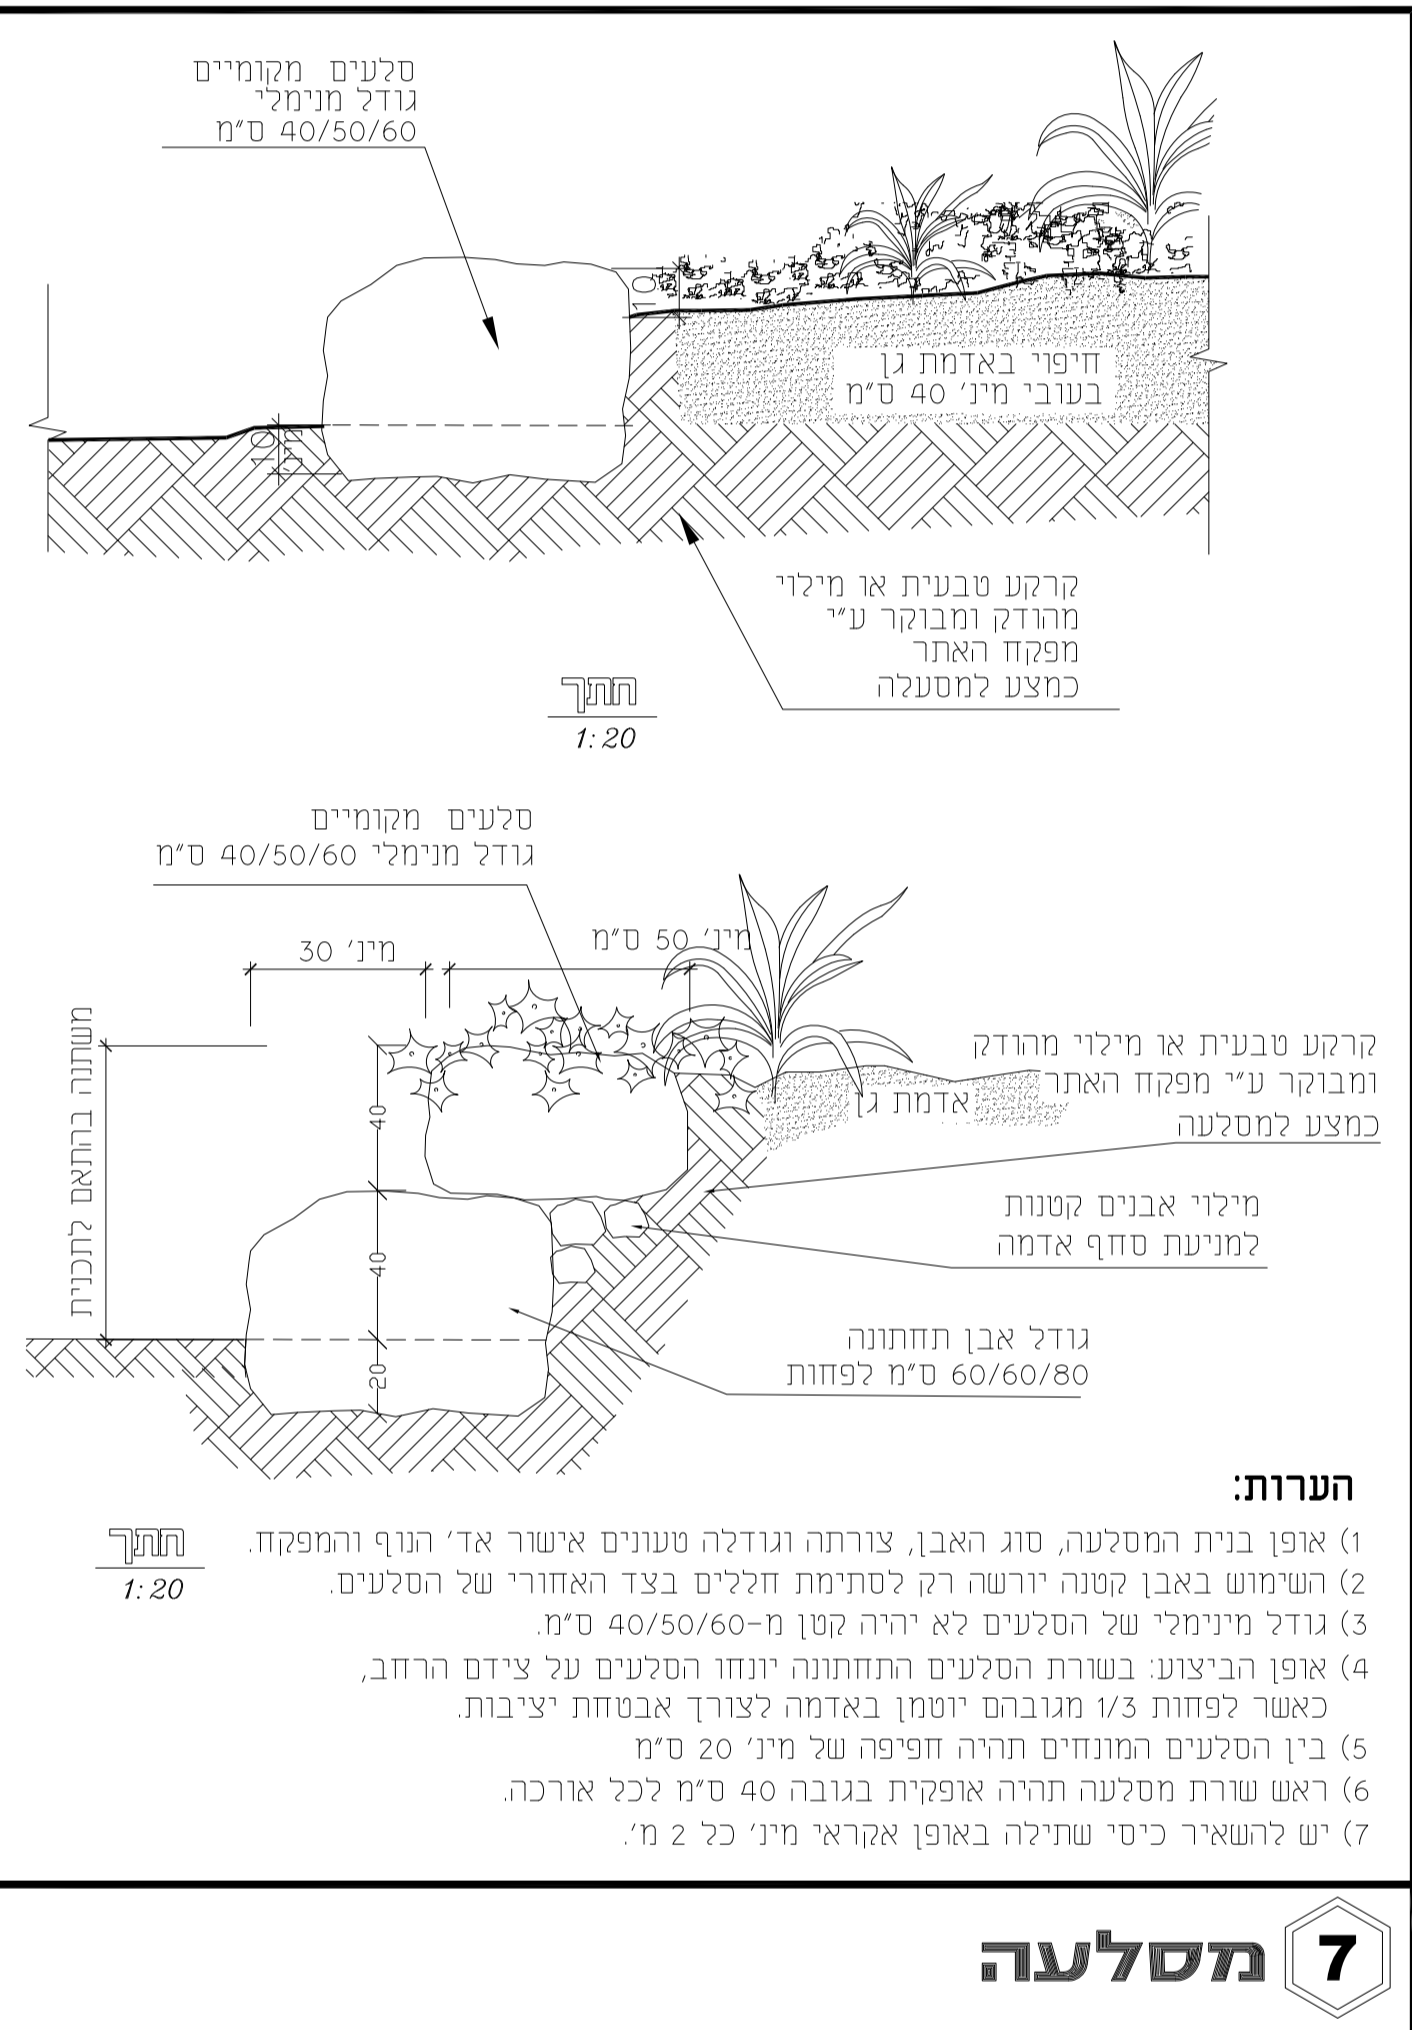 סלעים מקומיים
גודל מנימלי
40/50/60 ס"מ
10
חיפוי באדמת גן
בעובי מינ' 40 ס"מ
10
קרקע טבעית או מילוי
מהודק ומבוקר ע"י
מפקח האתר
כמצע למסעלה
חתך
1:20
סלעים מקומיים
גודל מנימלי 40/50/60 ס"מ
מינ' 50 ס"מ
מינ' 30
משתנה בהתאם לתכנית
40
40
20
קרקע טבעית או מילוי מהודק
ומבוקר ע"י מפקח האתר
כמצע למסלעה
אדמת גן
מילוי אבנים קטנות
למניעת סחף אדמה
גודל אבן תחתונה
60/60/80 ס"מ לפחות
הערות:
1) אופן בנית המסלעה, סוג האבן, צורתה וגודלה טעונים אישור אד' הנוף והמפקח.
2) השימוש באבן קטנה יורשה רק לסתימת חללים בצד האחורי של הסלעים.
3) גודל מינימלי של הסלעים לא יהיה קטן מ-40/50/60 ס"מ.
4) אופן הביצוע: בשורת הסלעים התחתונה יונחו הסלעים על צידם הרחב,
כאשר לפחות 1/3 מגובהם יוטמן באדמה לצורך אבטחת יציבות.
5) בין הסלעים המונחים תהיה חפיפה של מינ' 20 ס"מ
6) ראש שורת מסלעה תהיה אופקית בגובה 40 ס"מ לכל אורכה.
7) יש להשאיר כיסי שתילה באופן אקראי מינ' כל 2 מ'.
חתך
1:20
7 מסלעה